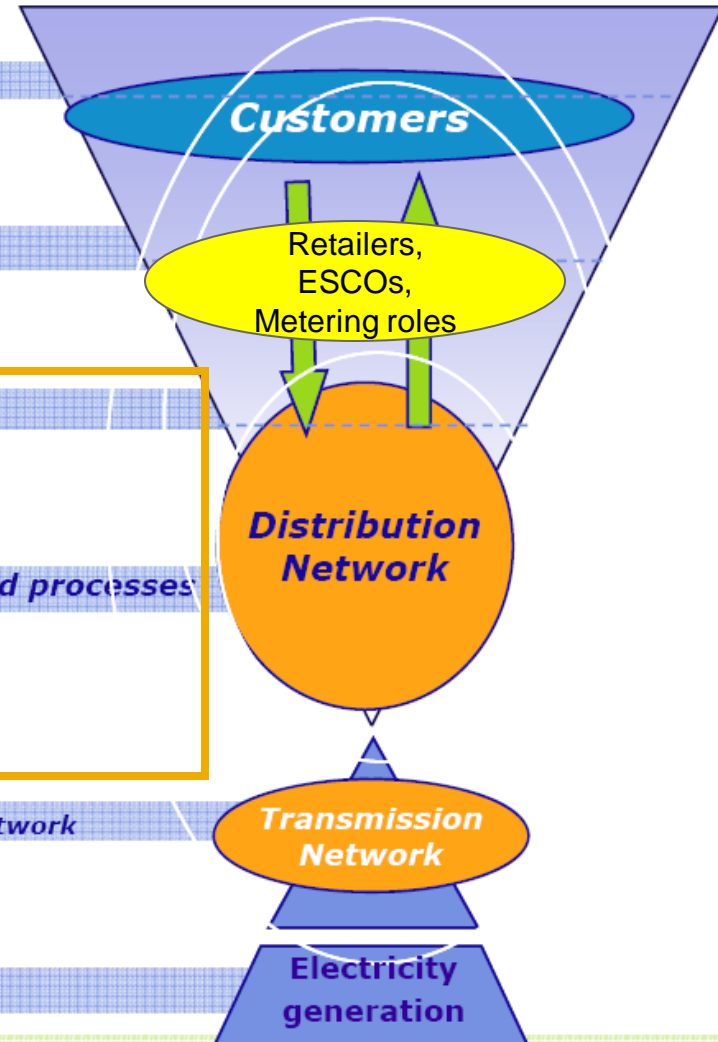 Customers
Retailers,
ESCOs,
Metering roles
Distribution
Network
d processes
Transmission
Network
twork
Electricity
generation